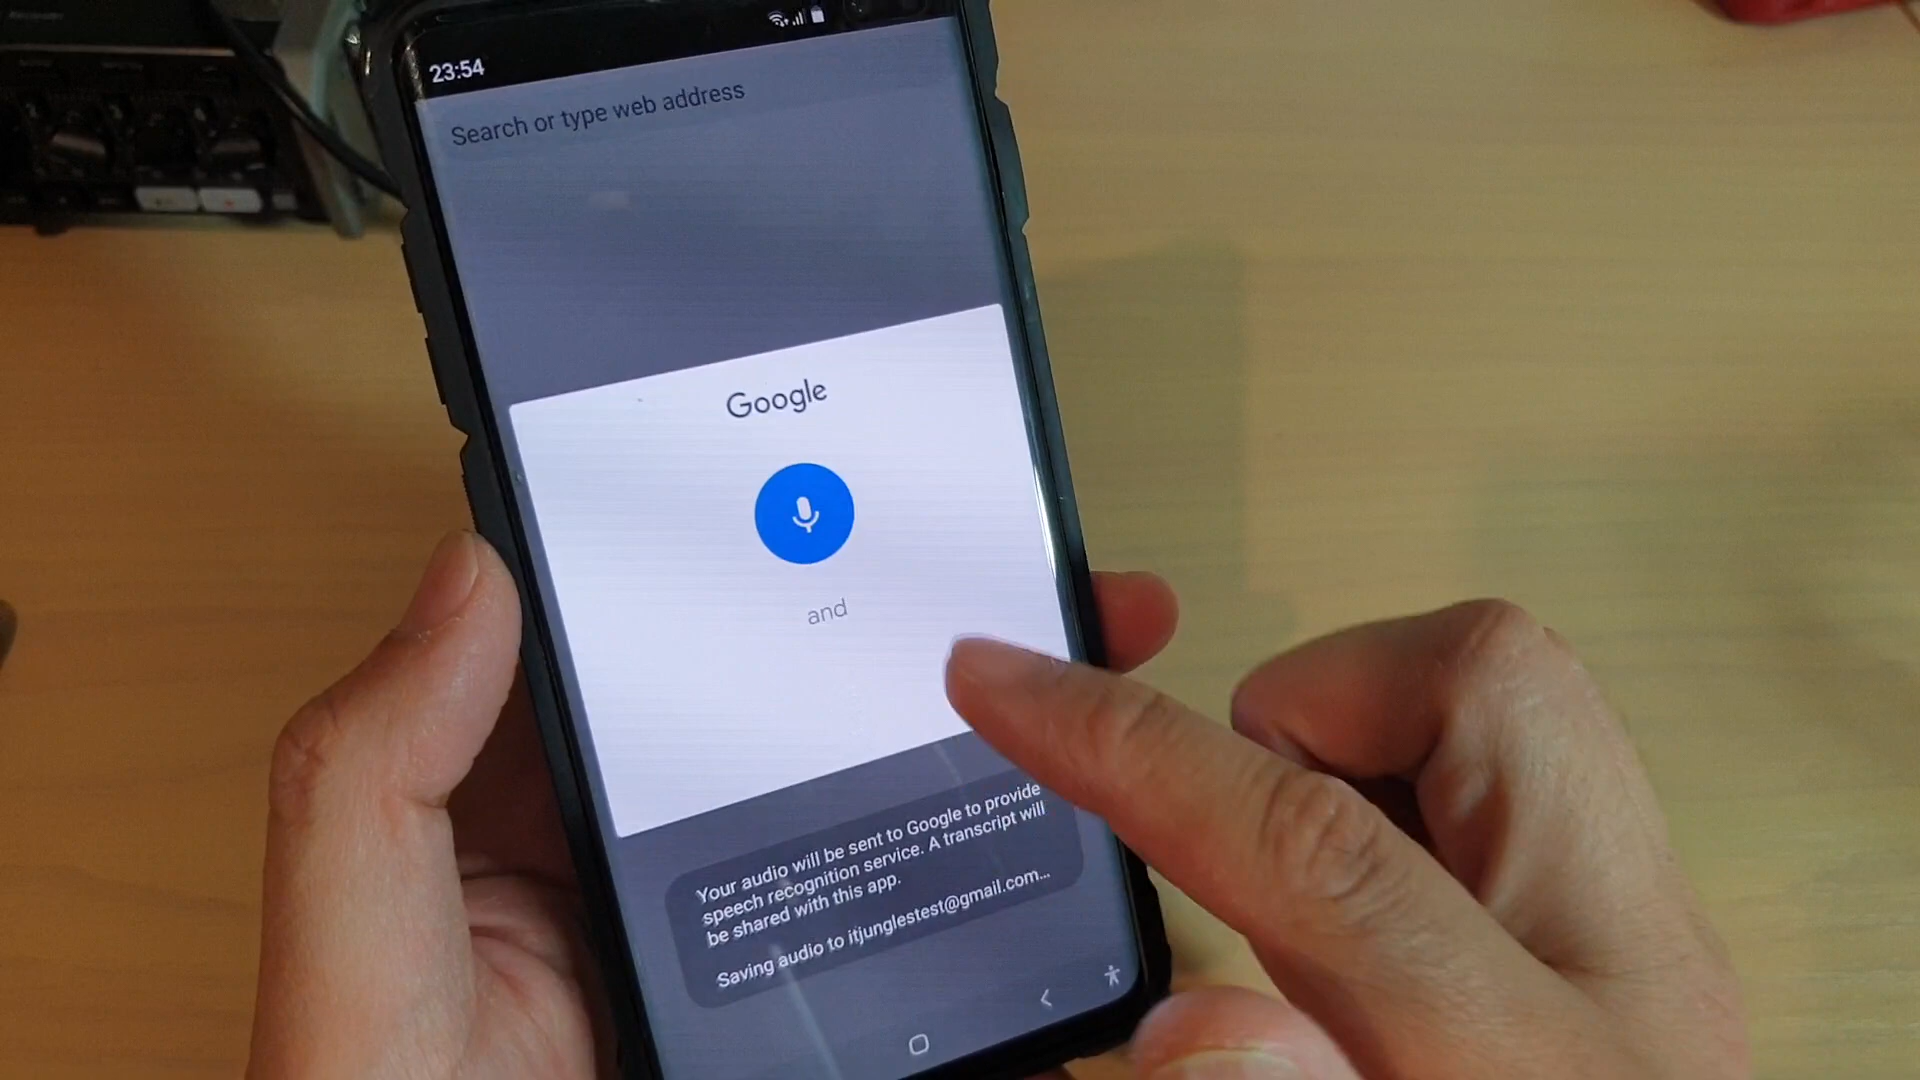 23:54
Search or type web address
Google
and
Your audio will be sent to Google to provide
speech recognition service. A transcript will
be shared with this app.
Saving audio to itjunglestest@gmail.com...